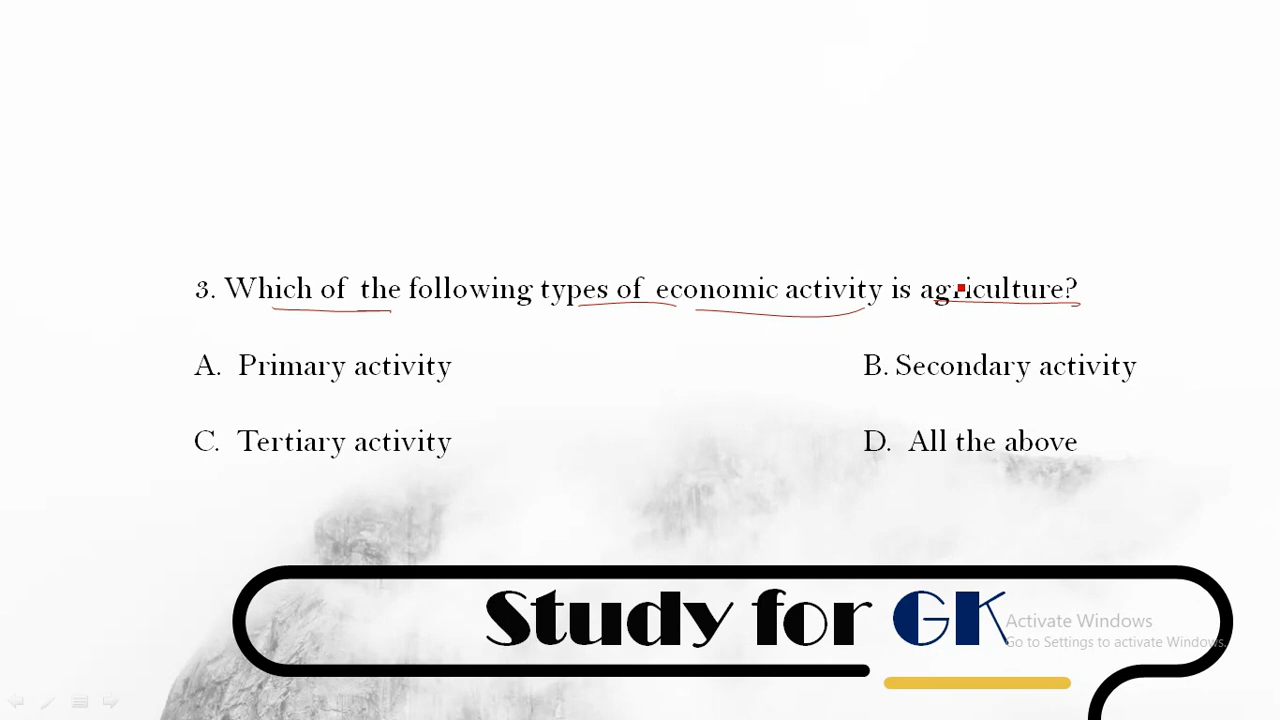 3. Which of the following types of economic activity is agriculture?
A. Primary activity
B. Secondary activity
C. Tertiary activity
D. All the above
Study for GK
Activate Windows
Go to Settings to activate Windows.